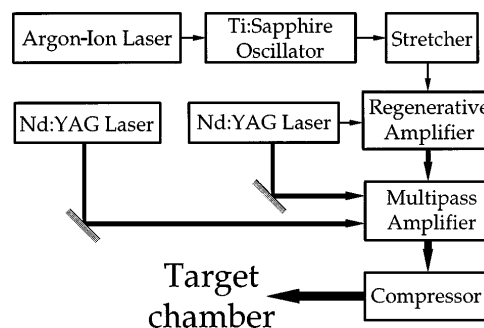 Argon-Ion Laser
Ti:Sapphire
Oscillator
Stretcher
Nd:YAG Laser
Nd:YAG Laser
Regenerative
Amplifier
Multipass
Amplifier
Target
chamber
Compressor